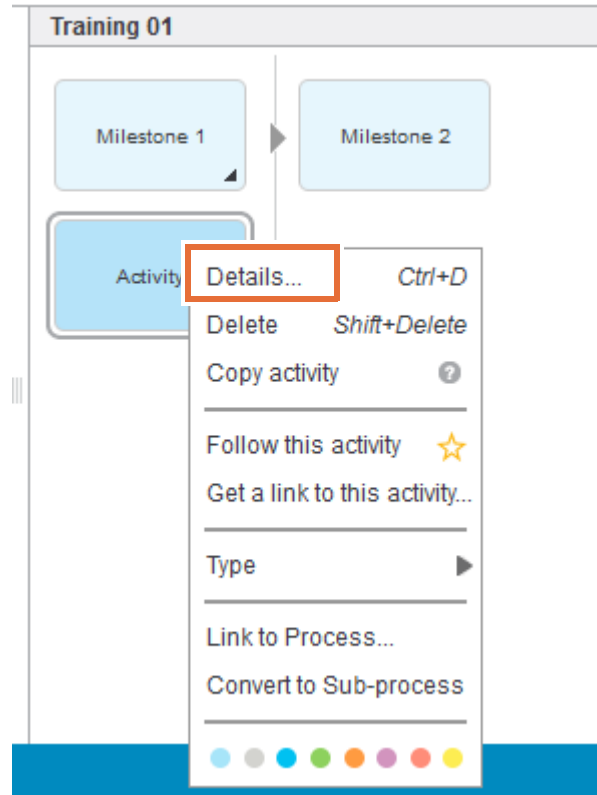 Training 01
Milestone 1
Milestone 2
Activity
Details... Ctrl+D
Delete Shift+Delete
Copy activity ?
Follow this activity
Get a link to this activity...
Type
Link to Process...
Convert to Sub-process